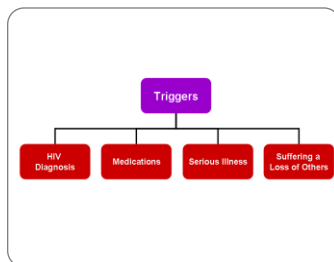 Triggers
HIV
Diagnosis
Medications
Serious Illness
Suffering a
Loss of Others